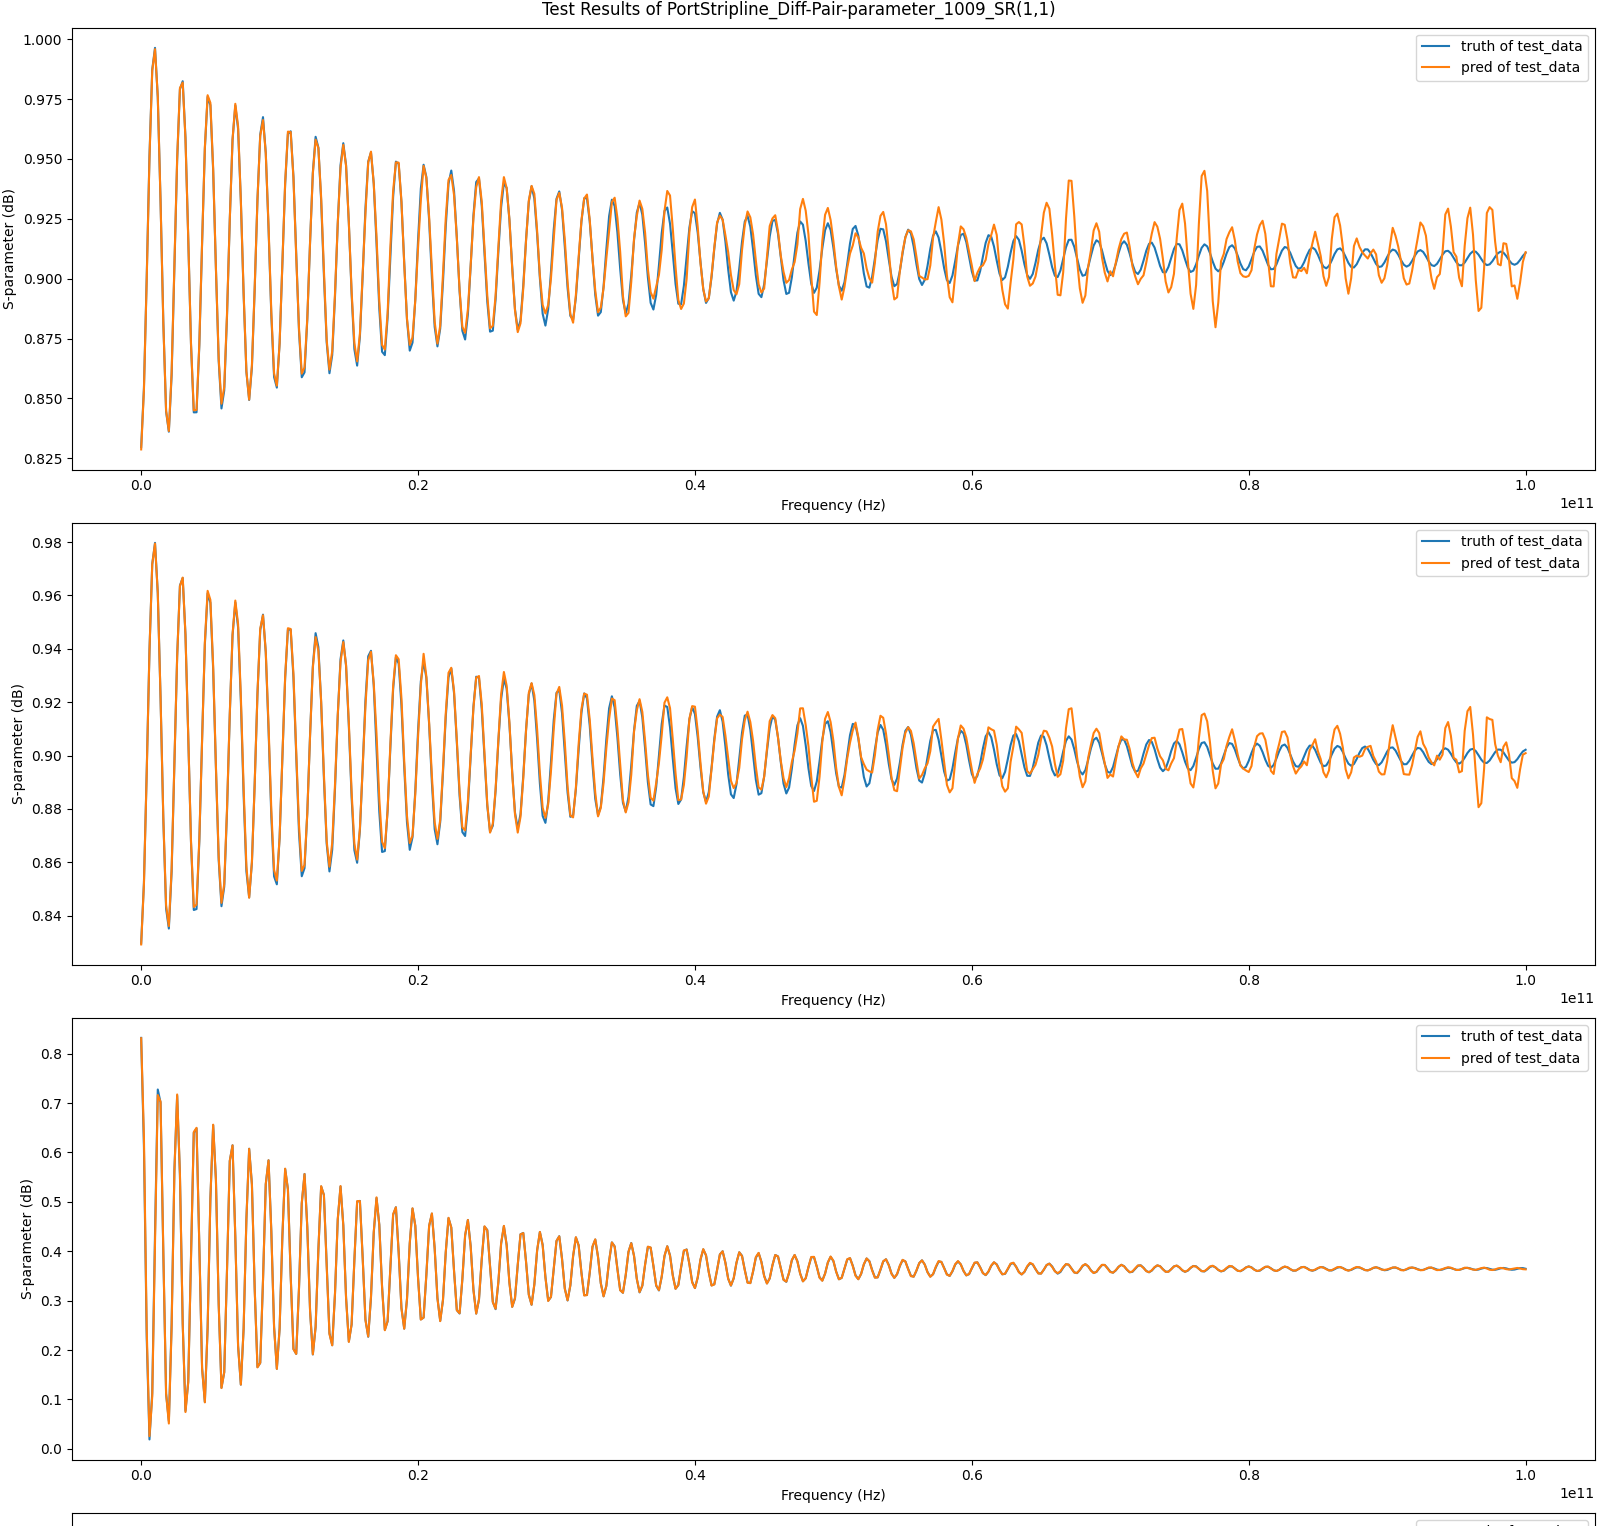 Test Results of PortStripline_Diff-Pair-parameter_1009_SR(1,1)
1.000
0.975
0.950
0.925
0.900
0.875
0.850
0.825
S-parameter (dB)
truth of test_data
pred of test_data
0.0 0.2 0.4 0.6 0.8 1.0
Frequency (Hz)
1e11
0.98
0.96
0.94
0.92
0.90
0.88
0.86
0.84
S-parameter (dB)
truth of test_data
pred of test_data
0.0 0.2 0.4 0.6 0.8 1.0
Frequency (Hz)
1e11
0.8
0.7
0.6
0.5
0.4
0.3
0.2
0.1
0.0
S-parameter (dB)
truth of test_data
pred of test_data
0.0 0.2 0.4 0.6 0.8 1.0
Frequency (Hz)
1e11